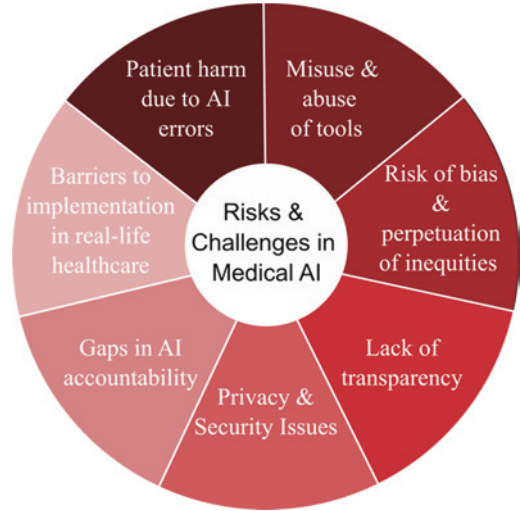 Patient harm
due to AI
errors
Misuse &
abuse
of tools
Risk of bias
&
perpetuation
of inequities
Lack of
transparency
Privacy &
Security Issues
Gaps in AI
accountability
Barriers to
implementation
in real-life
healthcare
Risks &
Challenges in
Medical AI